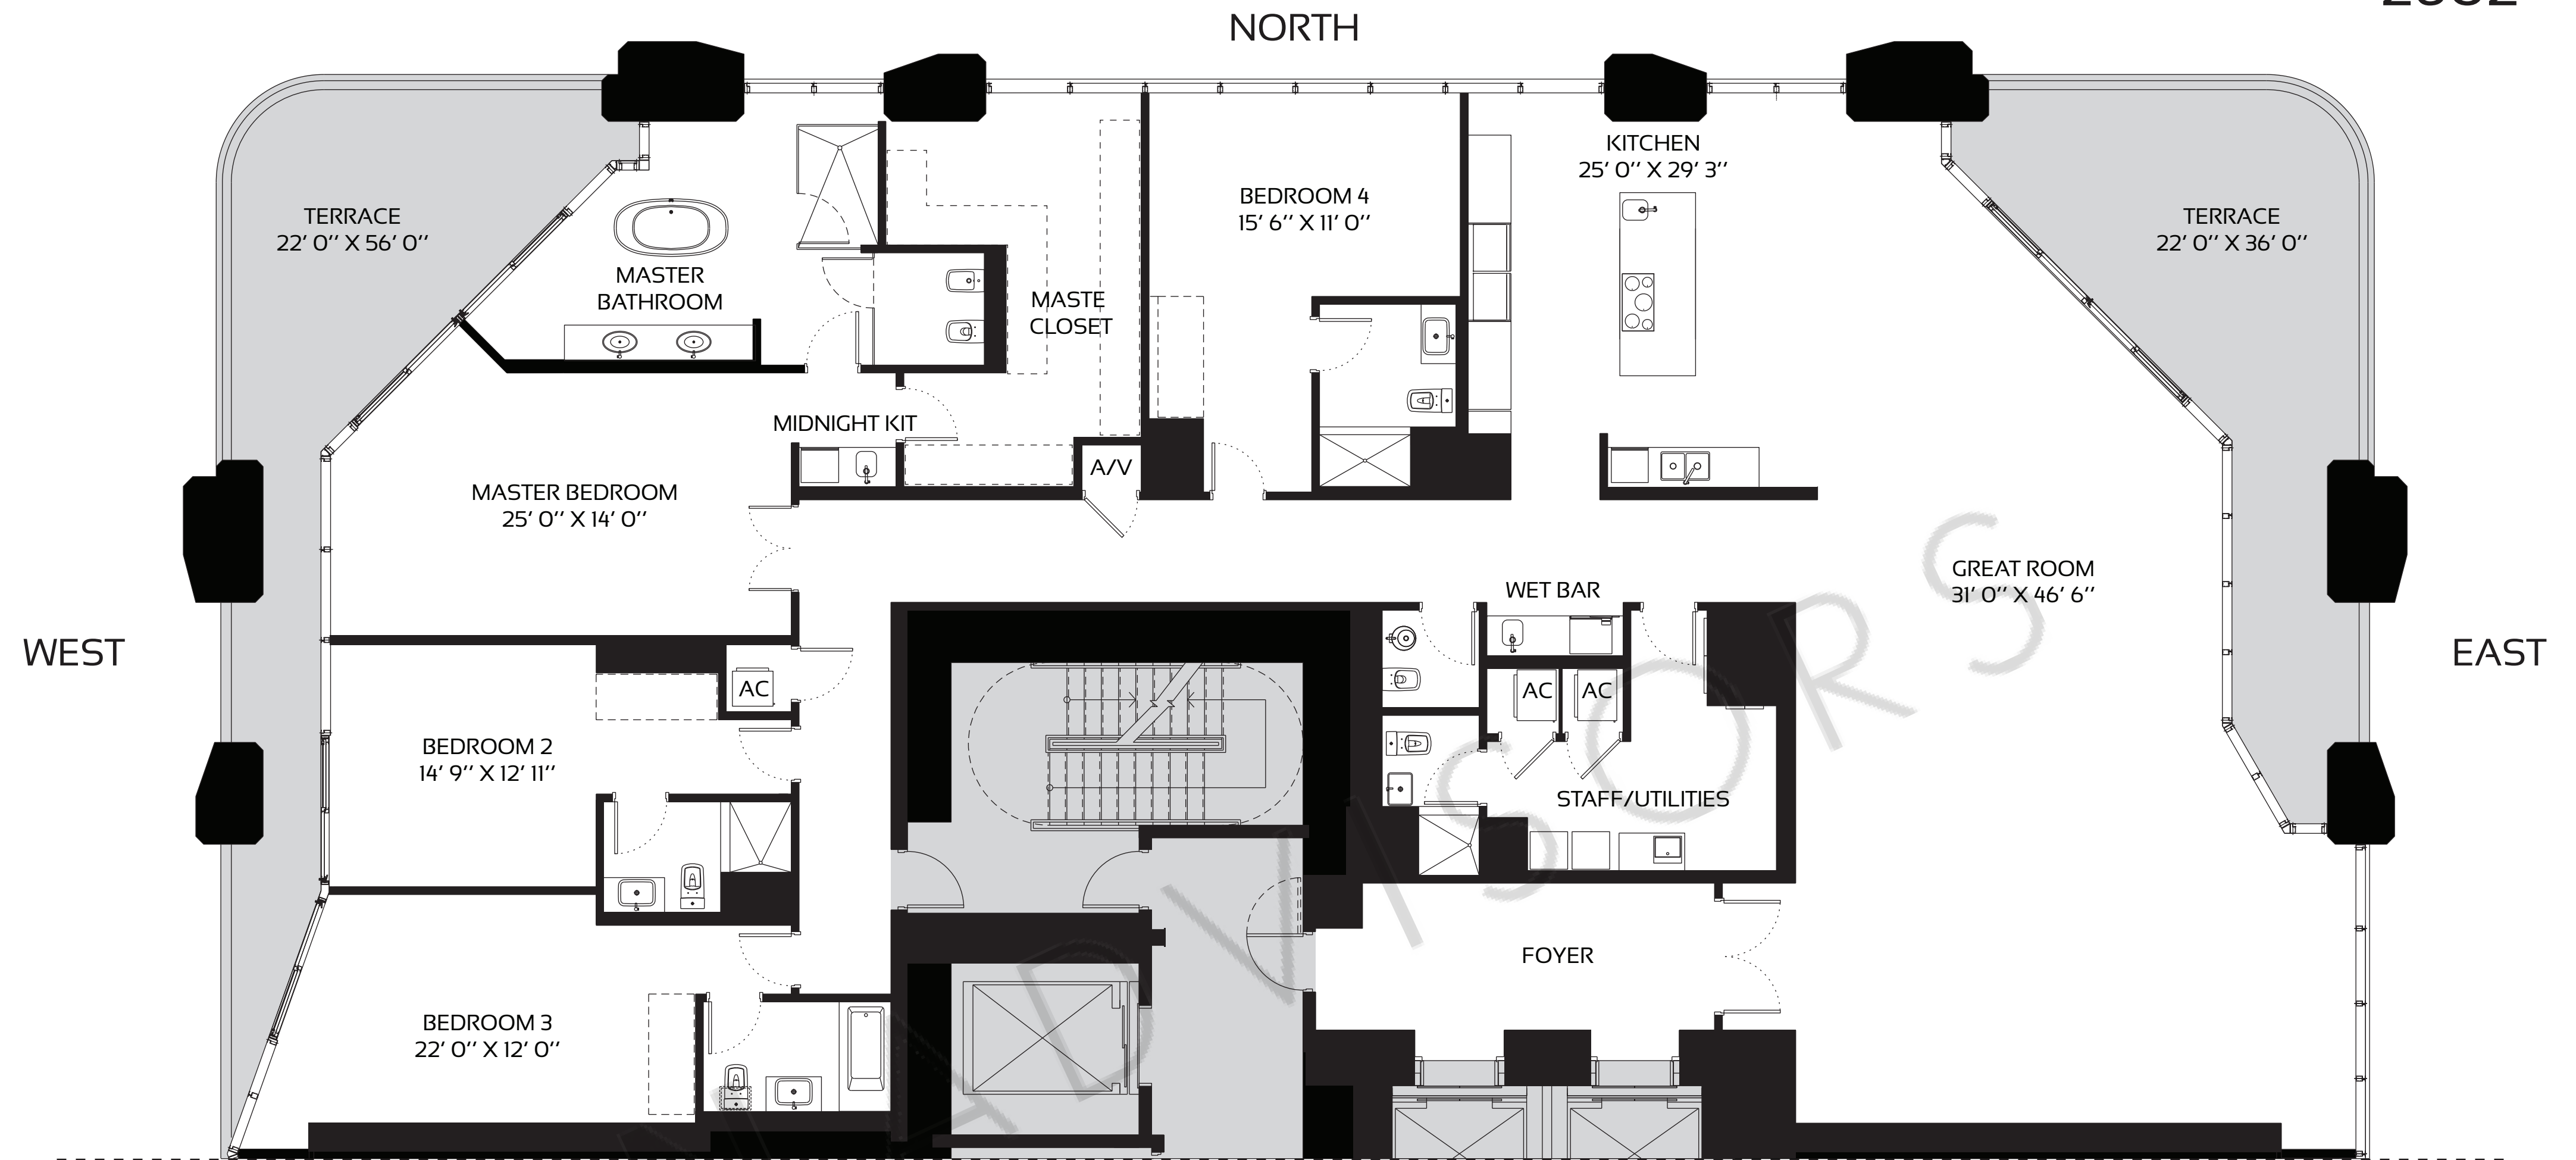 NORTH
KITCHEN
25' 0'' X 29' 3''
BEDROOM 4
15' 6'' X 11' 0''
TERRACE
22' 0'' X 56' 0''
TERRACE
22' 0'' X 36' 0''
MASTER
BATHROOM
MASTE
CLOSET
MIDNIGHT KIT
A/V
MASTER BEDROOM
25' 0'' X 14' 0''
GREAT ROOM
31' 0'' X 46' 6''
WET BAR
WEST
EAST
AC
AC
AC
BEDROOM 2
14' 9'' X 12' 11''
STAFF/UTILITIES
FOYER
BEDROOM 3
22' 0'' X 12' 0''
ADVISORS